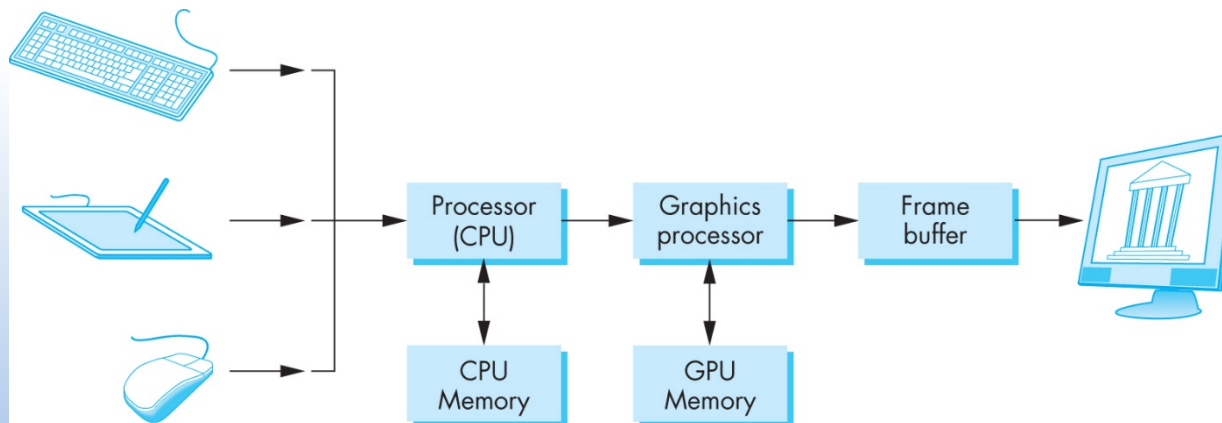 Processor
(CPU)
Graphics
processor
Frame
buffer
CPU
Memory
GPU
Memory